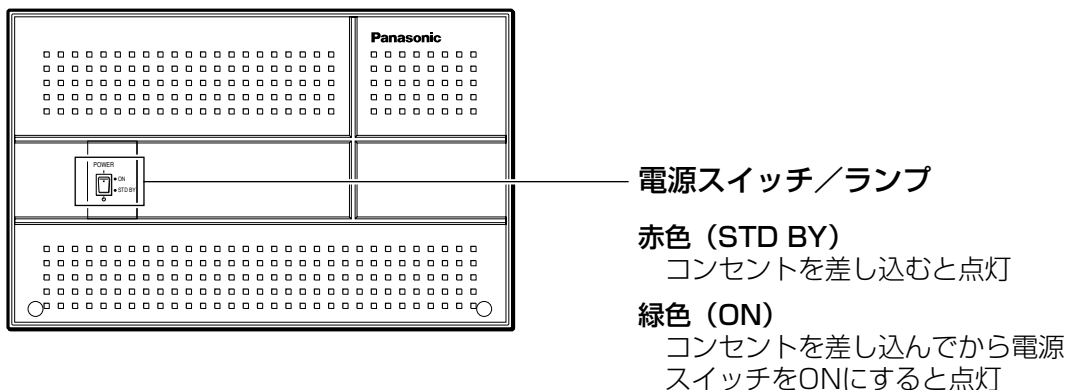 Panasonic
POWER
ON
STD BY
電源スイッチ／ランプ
赤色（STD BY）
コンセントを差し込むと点灯
緑色（ON）
コンセントを差し込んでから電源
スイッチをONにすると点灯